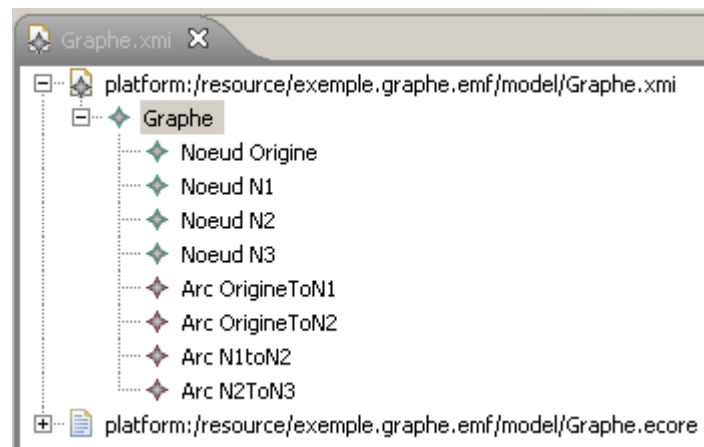 Graphe.xmi
platform:/resource/exemple.graphe.emf/model/Graphe.xmi
Graphe
Noeud Origine
Noeud N1
Noeud N2
Noeud N3
Arc OrigineToN1
Arc OrigineToN2
Arc N1toN2
Arc N2ToN3
platform:/resource/exemple.graphe.emf/model/Graphe.ecore